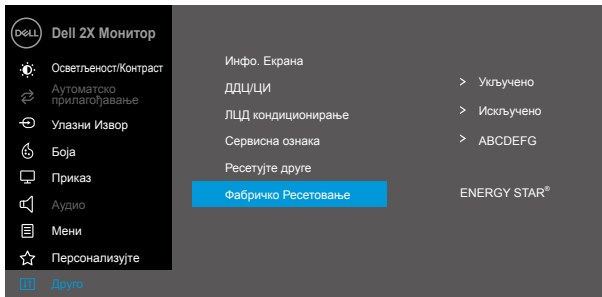 DELL
Dell 2X Монитор
Осветљеност/Контраст
Аутоматско
прилагођавање
Улазни Извор
Боја
Приказ
Аудио
Мени
Персонализујте
Друго
Инфо. Екрана
ДДЦ/ЦИ > Укључено
ЛЦД кондиционирање > Искључено
Сервисна ознака > ABCDEFG
Ресетујте друге
Фабричко Ресетовање ENERGY STAR®